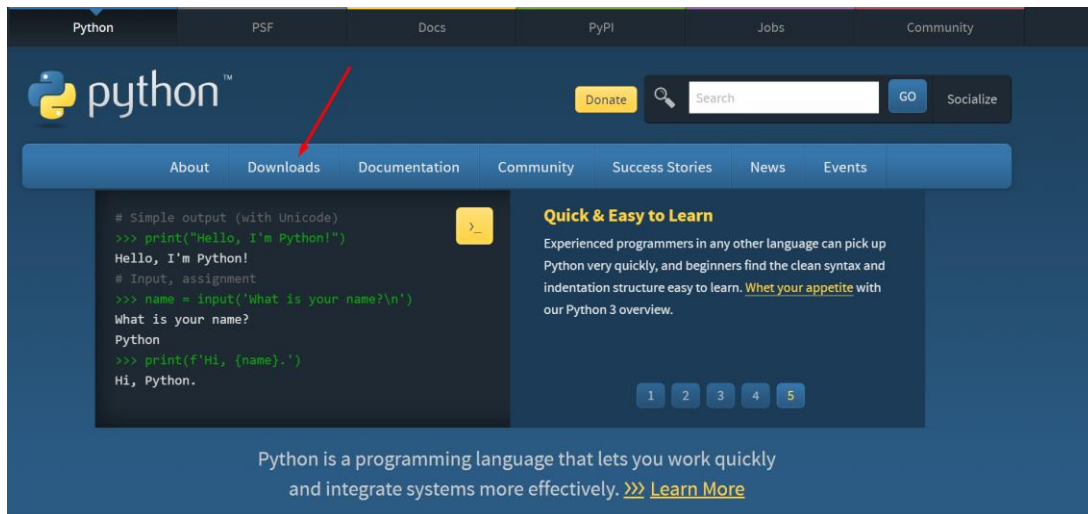 Python
PSF
Docs
PyPI
Jobs
Community
python™
Donate
Search
GO
Socialize
About
Downloads
Documentation
Community
Success Stories
News
Events
# Simple output (with Unicode)
>>> print("Hello, I'm Python!")
Hello, I'm Python!
# Input, assignment
>>> name = input('What is your name?\n')
What is your name?
Python
>>> print(f'Hi, {name}.')
Hi, Python.
>_
Quick & Easy to Learn
Experienced programmers in any other language can pick up
Python very quickly, and beginners find the clean syntax and
indentation structure easy to learn. Whet your appetite with
our Python 3 overview.
1 2 3 4 5
Python is a programming language that lets you work quickly
and integrate systems more effectively. >>> Learn More